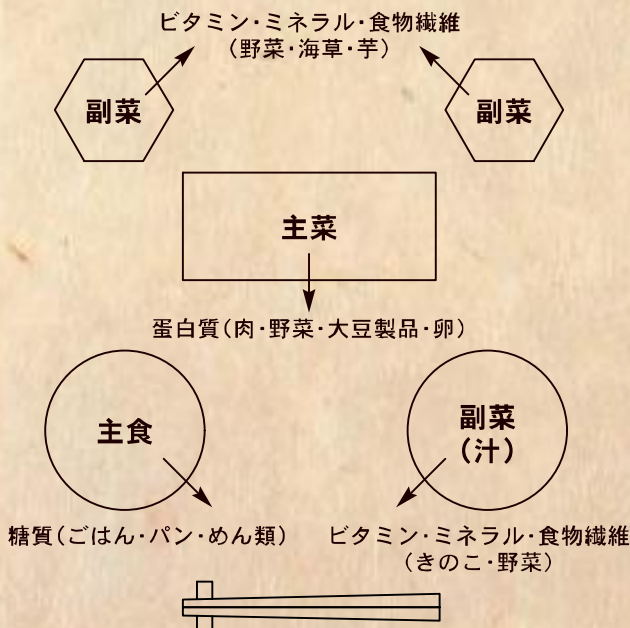 ビタミン・ミネラル・食物繊維
（野菜・海草・芋）
副菜
副菜
主菜
蛋白質（肉・野菜・大豆製品・卵）
主食
副菜
（汁）
糖質（ごはん・パン・めん類）
ビタミン・ミネラル・食物繊維
（きのこ・野菜）